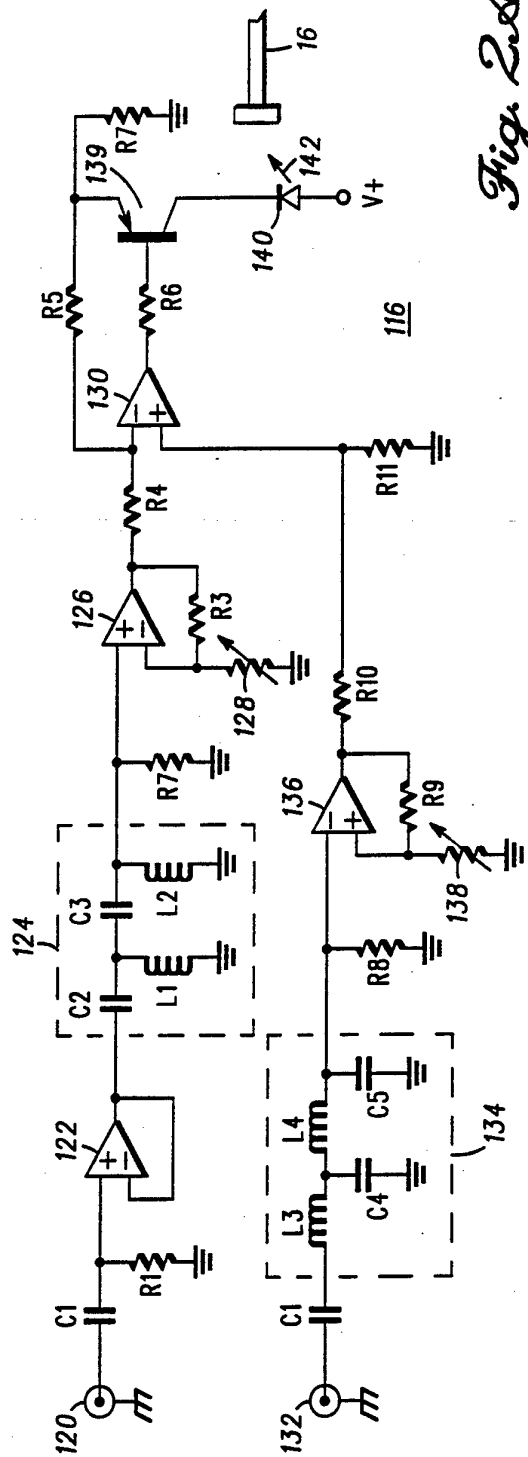 120
C1
R1
122
+
−
124
C2
C3
L1
L2
R7
126
+
−
R3
128
R4
R5
130
−
+
R6
139
R7
140
142
V+
16
116
132
C1
L3
L4
C4
C5
134
R8
136
−
+
R9
138
R10
R11
Fig. 2A